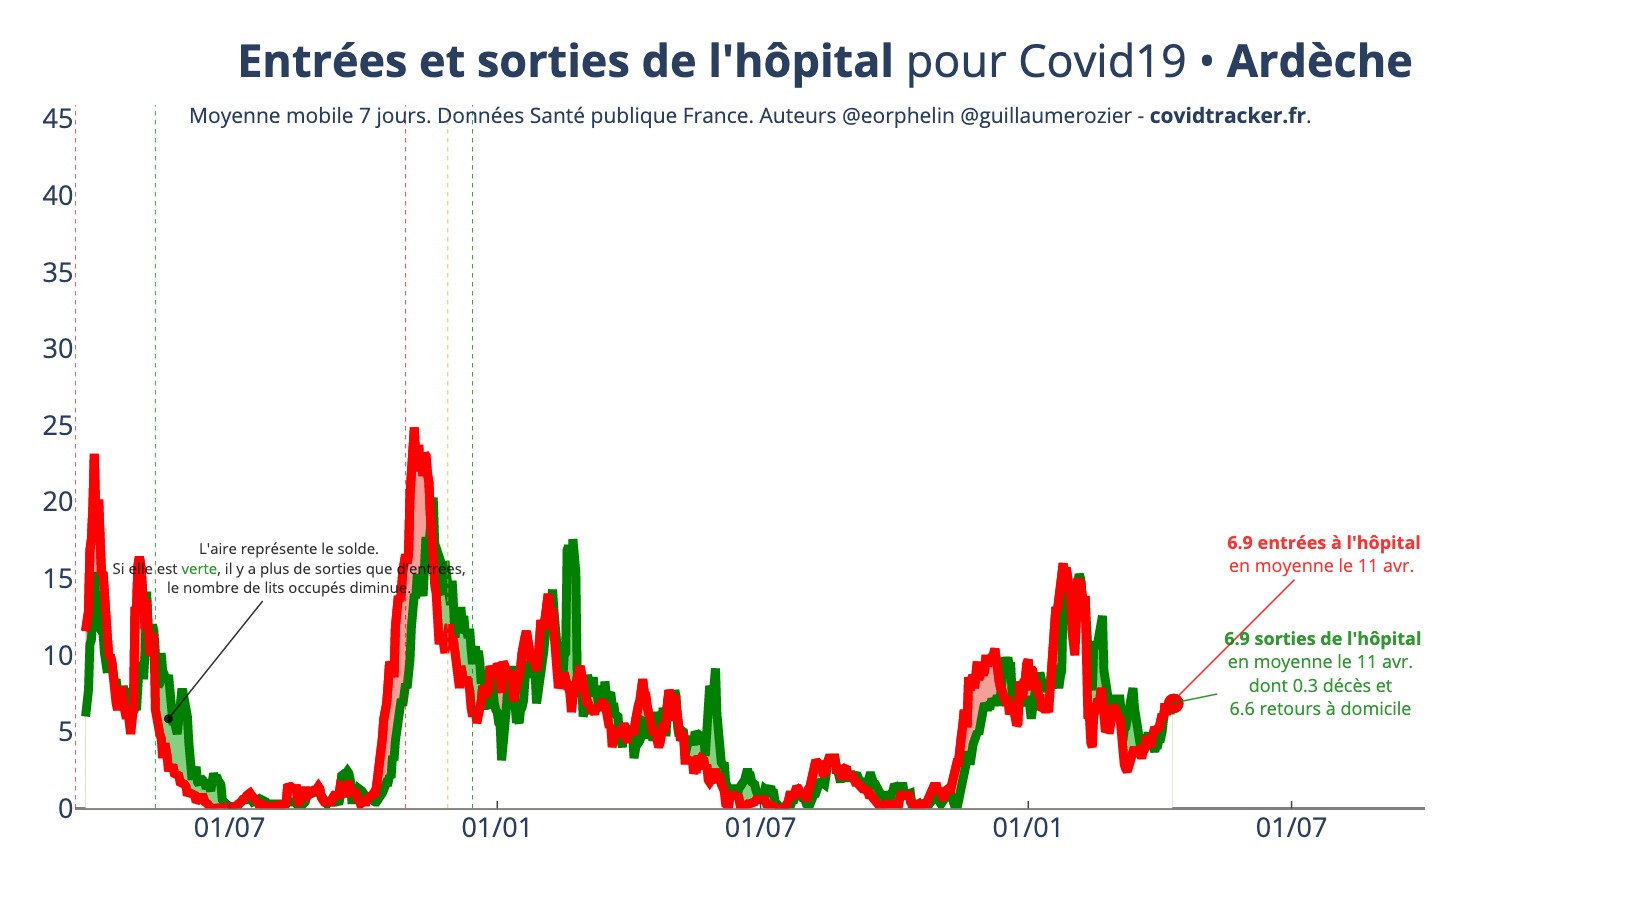 Entrées et sorties de l'hôpital pour Covid19 • Ardèche
Moyenne mobile 7 jours. Données Santé publique France. Auteurs @eorphelin @guillaumerozier - covidtracker.fr.
45
40
35
30
25
20
15
10
5
0
L'aire représente le solde.
Si elle est verte, il y a plus de sorties que d'entrées,
le nombre de lits occupés diminue.
6.9 entrées à l'hôpital
en moyenne le 11 avr.
6.9 sorties de l'hôpital
en moyenne le 11 avr.
dont 0.3 décès et
6.6 retours à domicile
01/07
01/01
01/07
01/01
01/07